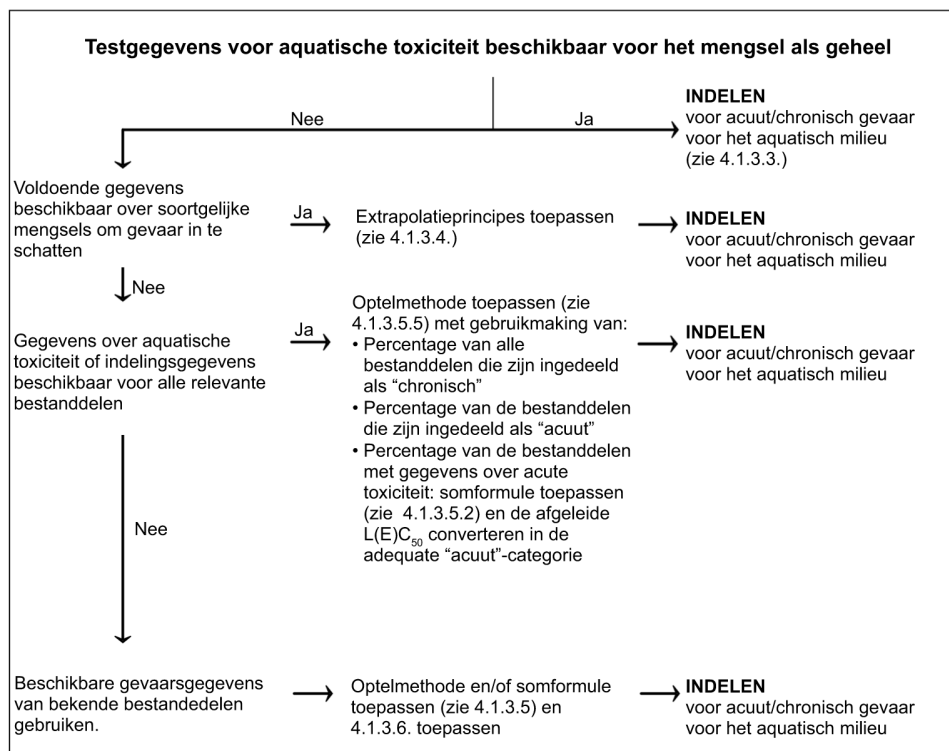 Testgegevens voor aquatische toxiciteit beschikbaar voor het mengsel als geheel
Nee
Ja
INDELEN
voor acuut/chronisch gevaar
voor het aquatisch milieu
(zie 4.1.3.3.)
Voldoende gegevens
beschikbaar over soortgelijke
mengsels om gevaar in te
schatten
Ja
Extrapolatieprincipes toepassen
(zie 4.1.3.4.)
INDELEN
voor acuut/chronisch gevaar
voor het aquatisch milieu
Nee
Gegevens over aquatische
toxiciteit of indelingsgegevens
beschikbaar voor alle relevante
bestanddelen
Ja
Optelmethode toepassen (zie
4.1.3.5.5) met gebruikmaking van:
• Percentage van alle
bestanddelen die zijn ingedeeld
als “chronisch”
• Percentage van de bestanddelen
die zijn ingedeeld als “acuut”
• Percentage van de bestanddelen
met gegevens over acute
toxiciteit: somformule toepassen
(zie 4.1.3.5.2) en de afgeleide
L(E)C50 converteren in de
adequate “acuut”-categorie
INDELEN
voor acuut/chronisch gevaar
voor het aquatisch milieu
Nee
Beschikbare gevaarsgegevens
van bekende bestandedelen
gebruiken.
Optelmethode en/of somformule
toepassen (zie 4.1.3.5) en
4.1.3.6. toepassen
INDELEN
voor acuut/chronisch gevaar
voor het aquatisch milieu